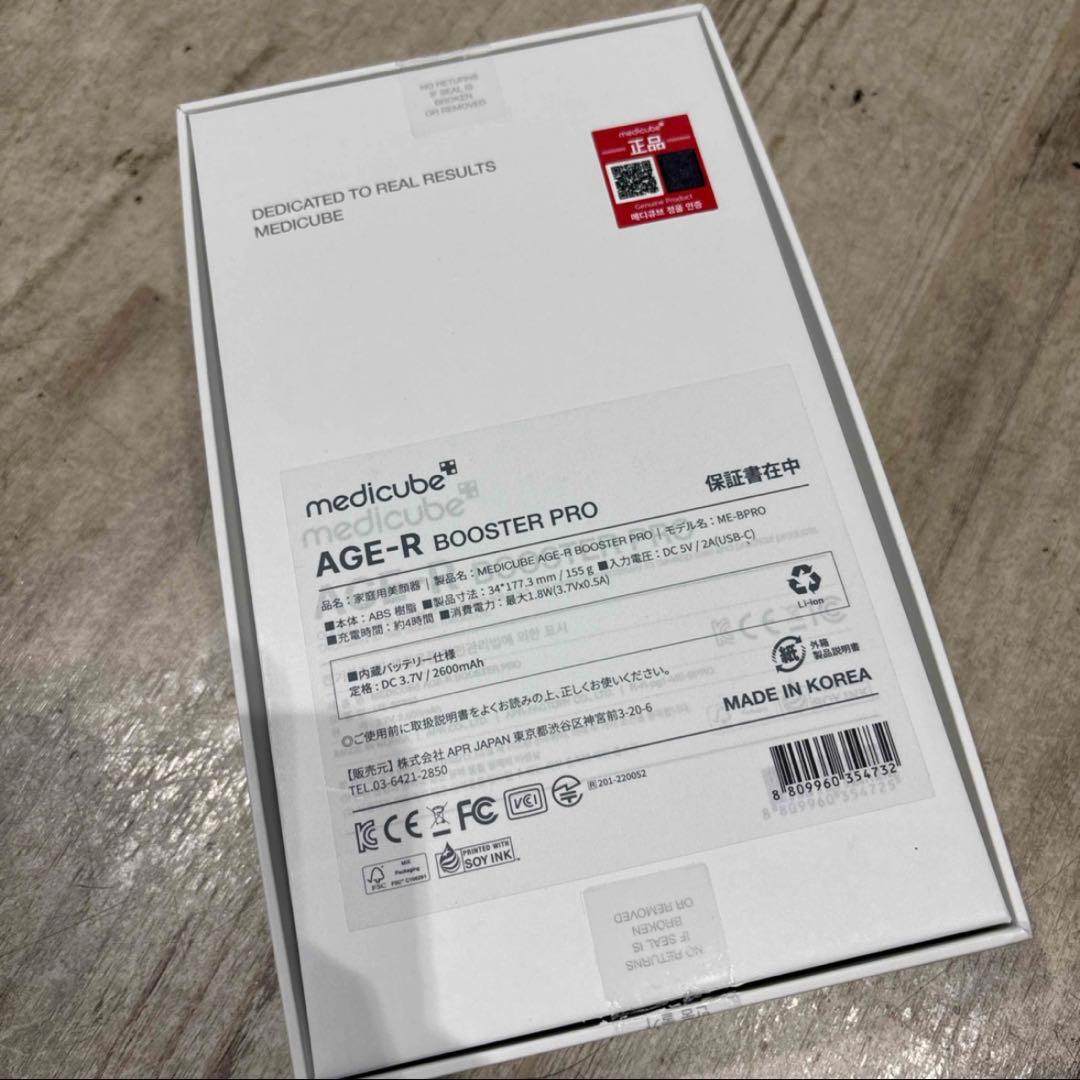 NO RETURNS
IF SEAL IS
BROKEN
OR REMOVED
medicube
正品
Genuine Product
메디큐브 정품 인증
DEDICATED TO REAL RESULTS
MEDICUBE
medicube
medicube
保証書在中
AGE-R BOOSTER PRO
品名:家庭用美顔器 | 製品名:MEDICUBE AGE-R BOOSTER PRO | モデル名:ME-BPRO
■本体:ABS 樹脂 ■製品寸法:34*177.3 mm / 155 g ■入力電圧:DC 5V / 2A(USB-C)
■充電時間:約4時間 ■消費電力:最大1.8W(3.7Vx0.5A)
■内蔵バッテリー仕様
定格:DC 3.7V / 2600mAh
Li-ion
◎ご使用前に取扱説明書をよくお読みの上、正しくお使いください。
紙
外箱
製品説明書
【販売元】株式会社 APR JAPAN 東京都渋谷区神宮前3-20-6
TEL.03-6421-2850
MADE IN KOREA
CE FC VCI R 201-220052
8 809960 354732
8 809960 354725
FSC
MIX
Packaging
PRINTED WITH
SOY INK
NO RETURNS
IF SEAL IS
BROKEN
OR REMOVED